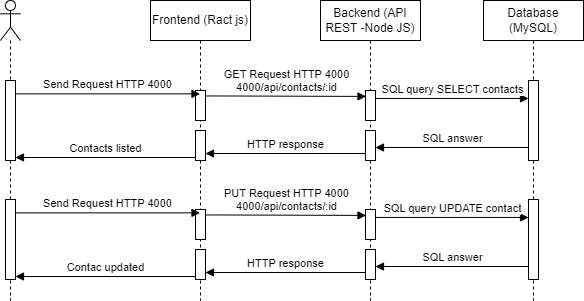 Frontend (Ract js)
Backend (API
REST -Node JS)
Database
(MySQL)
Send Request HTTP 4000
GET Request HTTP 4000
4000/api/contacts/:id
SQL query SELECT contacts
Contacts listed
HTTP response
SQL answer
Send Request HTTP 4000
PUT Request HTTP 4000
4000/api/contacts/:id
SQL query UPDATE contact
Contac updated
HTTP response
SQL answer